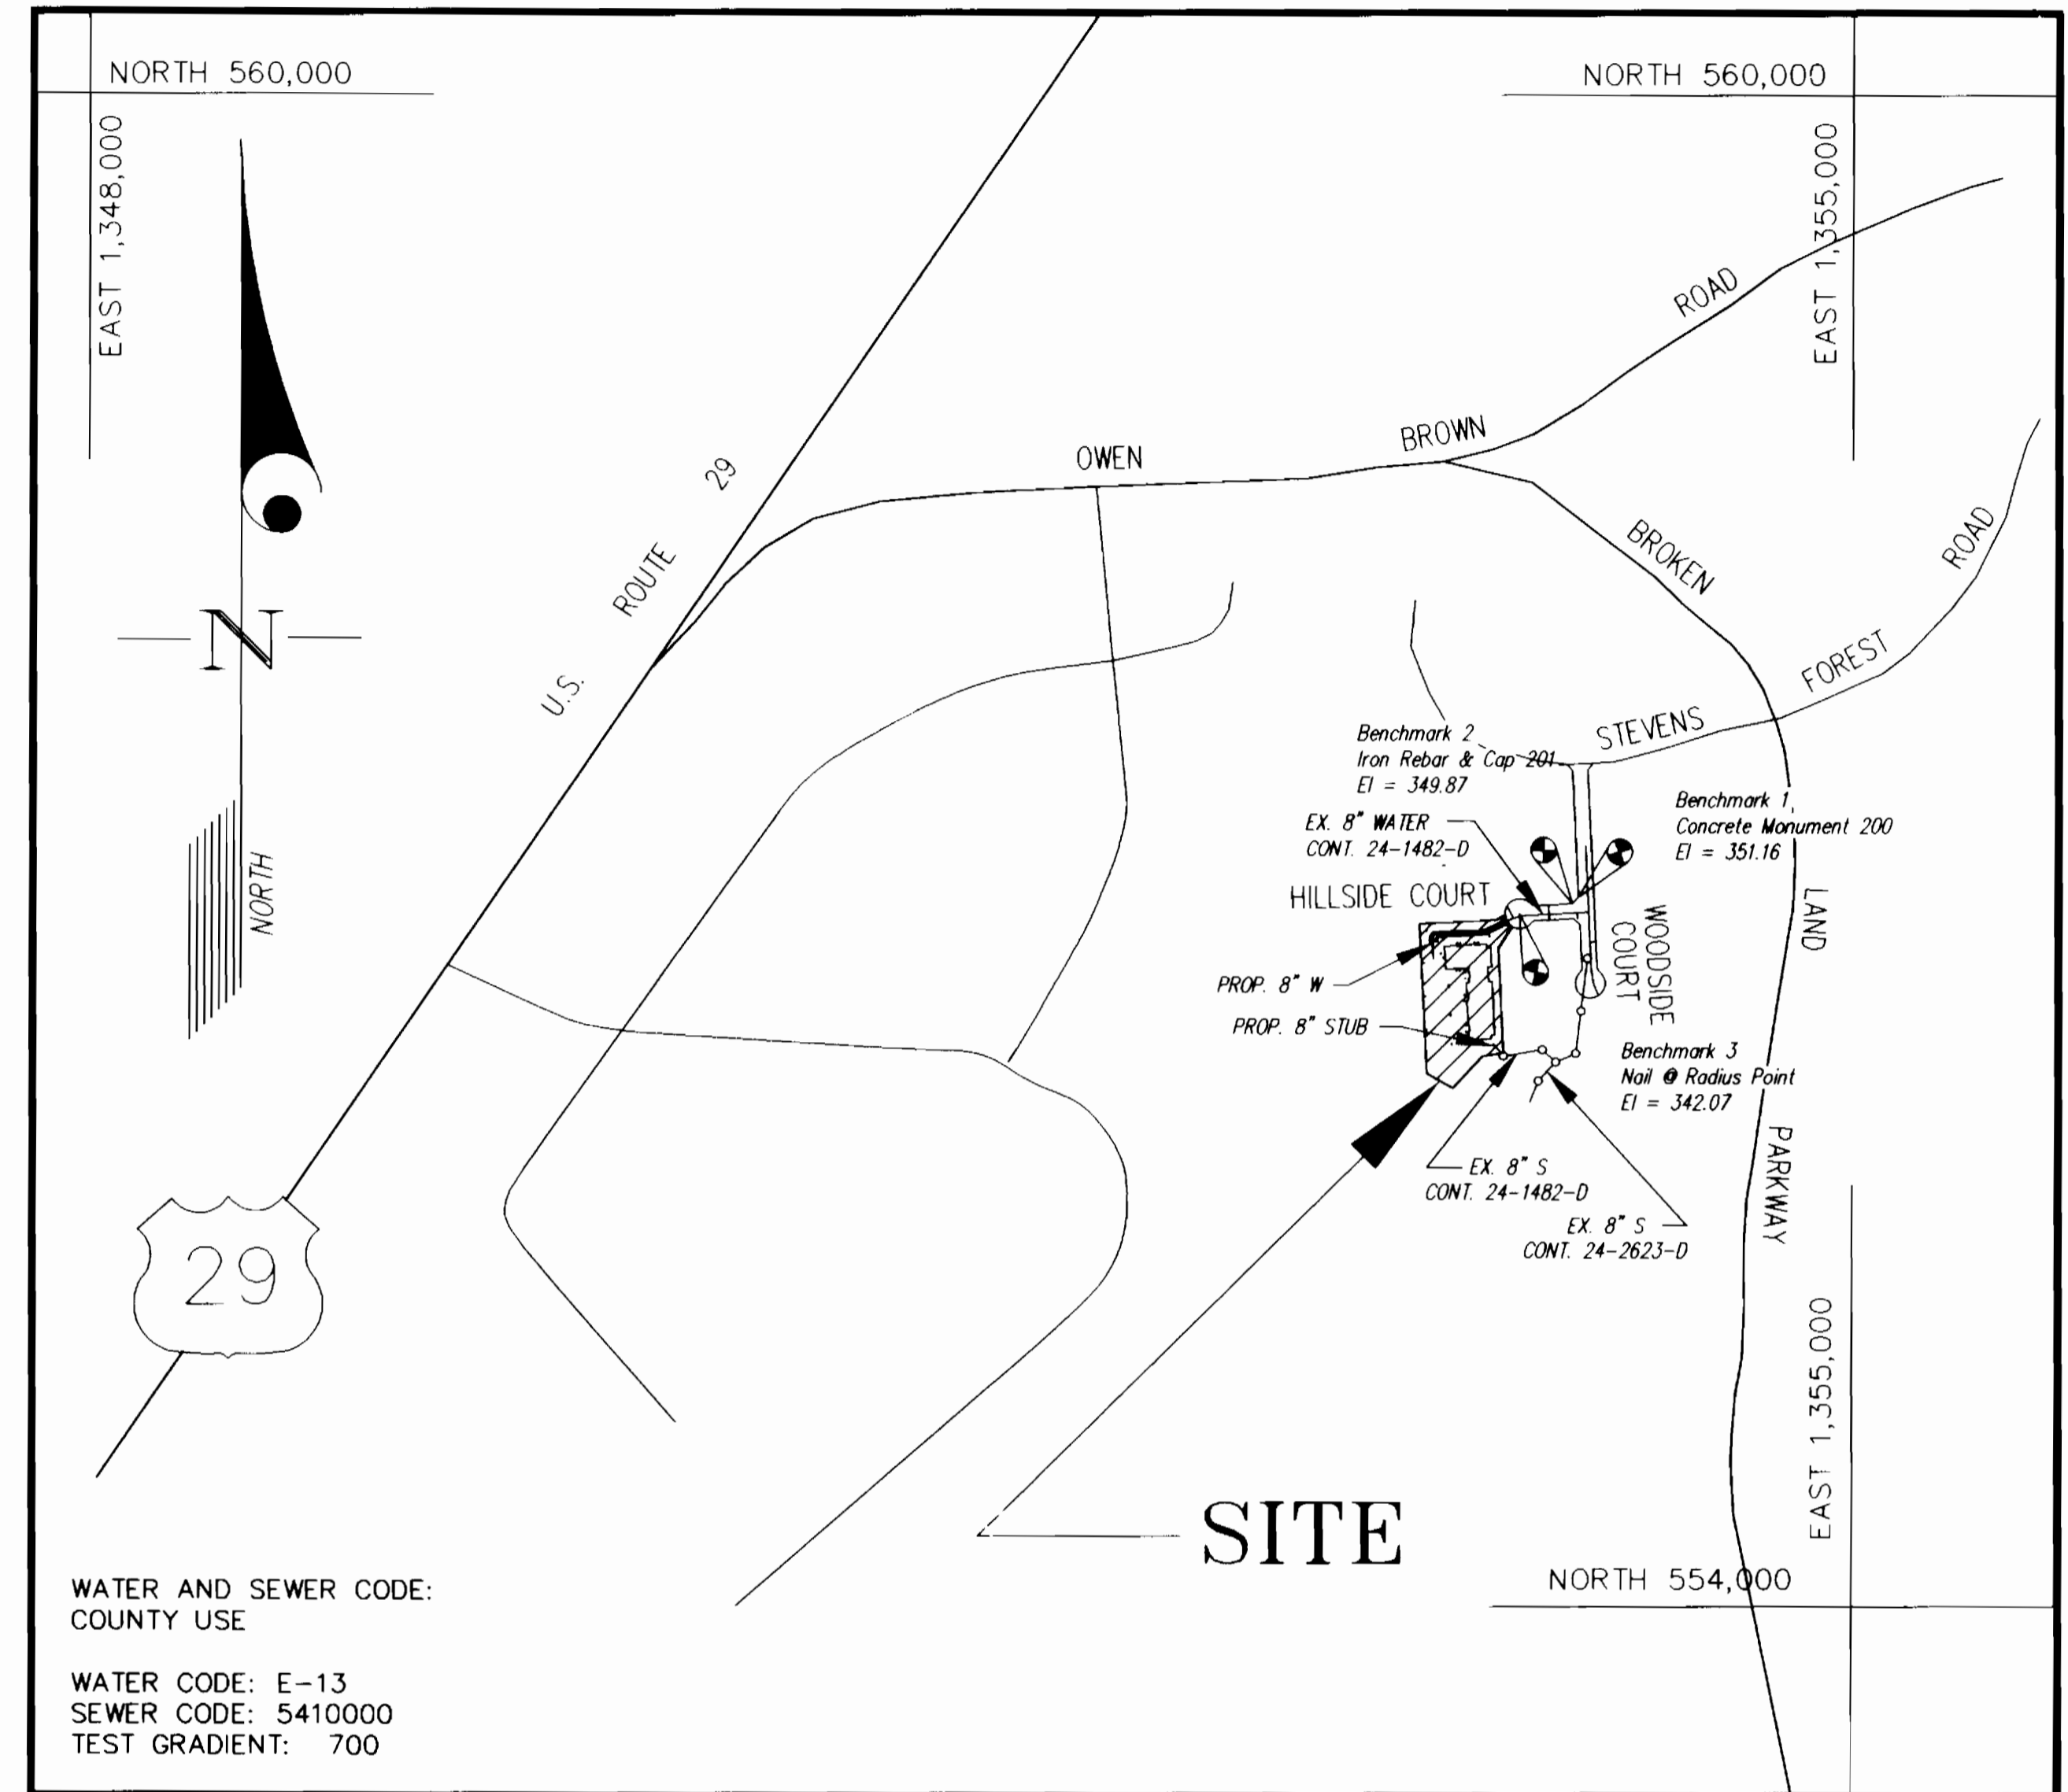 NORTH 560,000
NORTH 560,000
EAST 1,348,000
EAST 1,355,000
ROAD
BROWN
OWEN
29
ROUTE
U.S.
BROKEN
ROAD
FOREST
STEVENS
N
NORTH
Benchmark 2
Iron Rebar & Cap 201
El = 349.87
Benchmark 1,
Concrete Monument 200
El = 351.16
EX. 8" WATER
CONT. 24-1482-D
HILLSIDE COURT
WOODSIDE
COURT
LAND
PROP. 8" W
PROP. 8" STUB
Benchmark 3
Nail @ Radius Point
El = 342.07
PARKWAY
EX. 8" S
CONT. 24-1482-D
EX. 8" S
CONT. 24-2623-D
29
EAST 1,355,000
SITE
NORTH 554,000
WATER AND SEWER CODE:
COUNTY USE
WATER CODE: E-13
SEWER CODE: 5410000
TEST GRADIENT: 700